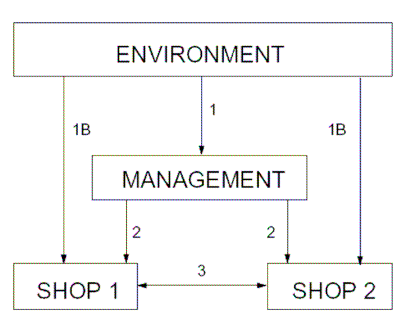 ENVIRONMENT
1B
1
1B
MANAGEMENT
2
2
3
SHOP 1
SHOP 2